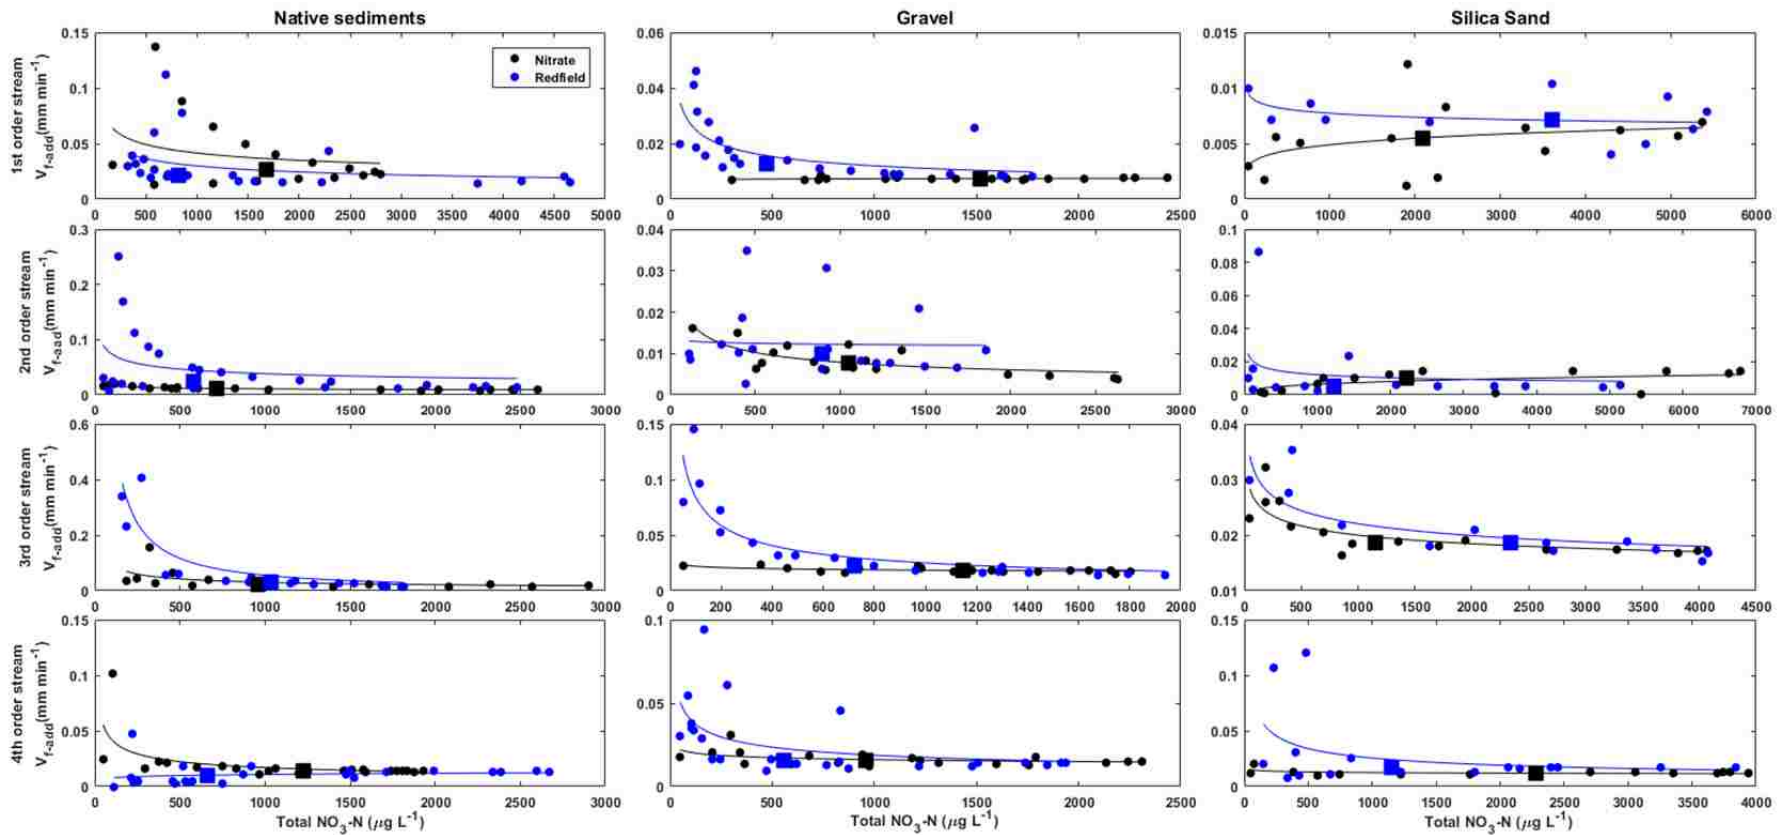 Native sediments
Gravel
Silica Sand
1st order stream
V_f-add(mm min^-1)
0.15
0.1
0.05
0
0 500 1000 1500 2000 2500 3000 3500 4000 4500 5000
Nitrate
Redfield
0.06
0.04
0.02
0
0 500 1000 1500 2000 2500
0.015
0.01
0.005
0
0 1000 2000 3000 4000 5000 6000
2nd order stream
V_f-aad(mm min^-1)
0.3
0.2
0.1
0
0 500 1000 1500 2000 2500 3000
0.04
0.03
0.02
0.01
0
0 500 1000 1500 2000 2500 3000
0.1
0.08
0.06
0.04
0.02
0
0 1000 2000 3000 4000 5000 6000 7000
3rd order stream
V_f-add(mm min^-1)
0.6
0.4
0.2
0
0 500 1000 1500 2000 2500 3000
0.15
0.1
0.05
0
0 200 400 600 800 1000 1200 1400 1600 1800 2000
0.04
0.03
0.02
0.01
0 500 1000 1500 2000 2500 3000 3500 4000 4500
4th order stream
V_f-add(mm min^-1)
0.15
0.1
0.05
0
0 500 1000 1500 2000 2500 3000
Total NO_3-N (μg L^-1)
0.1
0.05
0
0 500 1000 1500 2000 2500
Total NO_3-N (μg L^-1)
0.15
0.1
0.05
0
0 500 1000 1500 2000 2500 3000 3500 4000
Total NO_3-N (μg L^-1)